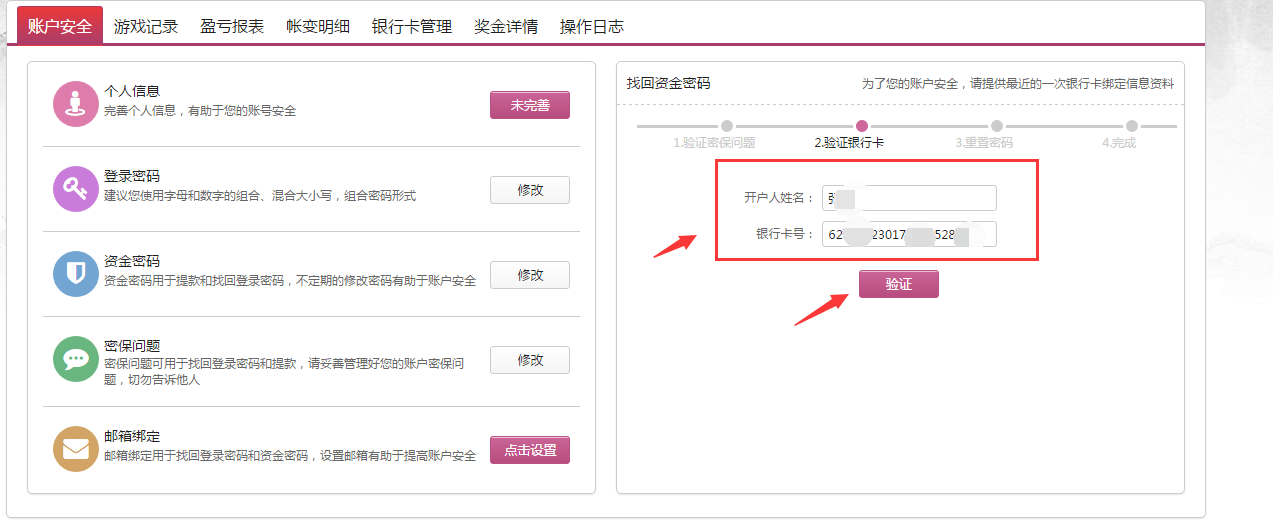 账户安全 游戏记录 盈亏报表 帐变明细 银行卡管理 奖金详情 操作日志
个人信息
完善个人信息，有助于您的账号安全
未完善
登录密码
建议您使用字母和数字的组合、混合大小写，组合密码形式
修改
资金密码
资金密码用于提款和找回登录密码，不定期的修改密码有助于账户安全
修改
密保问题
密保问题可用于找回登录密码和提款，请妥善管理好您的账户密保问
题，切勿告诉他人
修改
邮箱绑定
邮箱绑定用于找回登录密码和资金密码，设置邮箱有助于提高账户安全
点击设置
找回资金密码 为了您的账户安全，请提供最近的一次银行卡绑定信息资料
1.验证密保问题 2.验证银行卡 3.重置密码 4.完成
开户人姓名：
银行卡号： 62 23017 528
验证